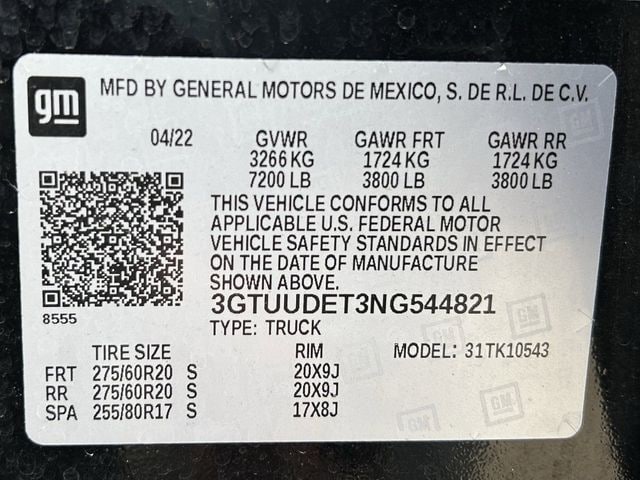 gm
MFD BY GENERAL MOTORS DE MEXICO, S. DE R.L. DE C.V.
04/22 GVWR GAWR FRT GAWR RR
3266 KG 1724 KG 1724 KG
7200 LB 3800 LB 3800 LB
THIS VEHICLE CONFORMS TO ALL
APPLICABLE U.S. FEDERAL MOTOR
VEHICLE SAFETY STANDARDS IN EFFECT
ON THE DATE OF MANUFACTURE
SHOWN ABOVE.
3GTUUDET3NG544821
8555
TYPE: TRUCK
TIRE SIZE RIM MODEL: 31TK10543
FRT 275/60R20 S 20X9J
RR 275/60R20 S 20X9J
SPA 255/80R17 S 17X8J
GM
GM